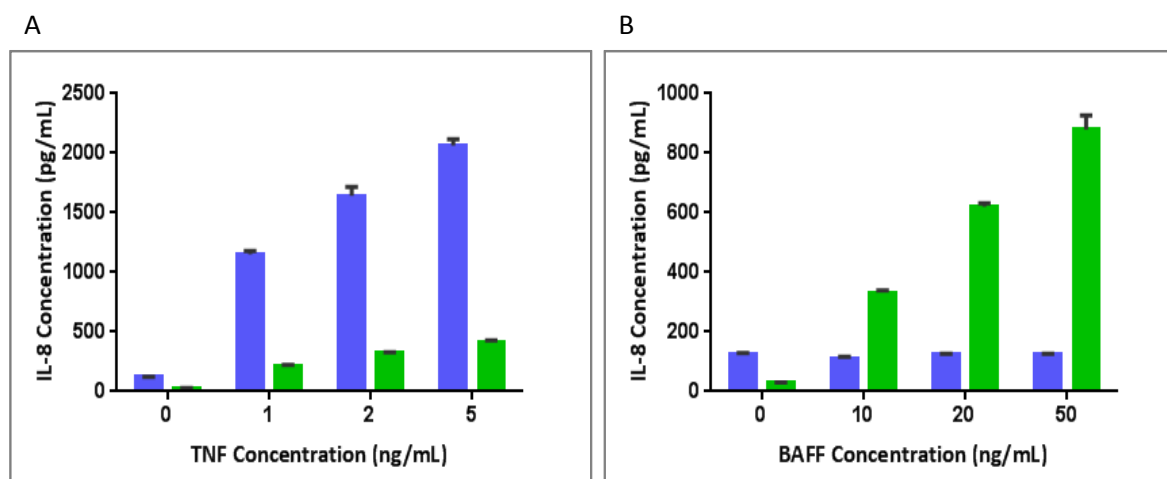 A
B
IL-8 Concentration (pg/mL)
2500
2000
1500
1000
500
0
0 1 2 5
TNF Concentration (ng/mL)
IL-8 Concentration (pg/mL)
1000
800
600
400
200
0
0 10 20 50
BAFF Concentration (ng/mL)